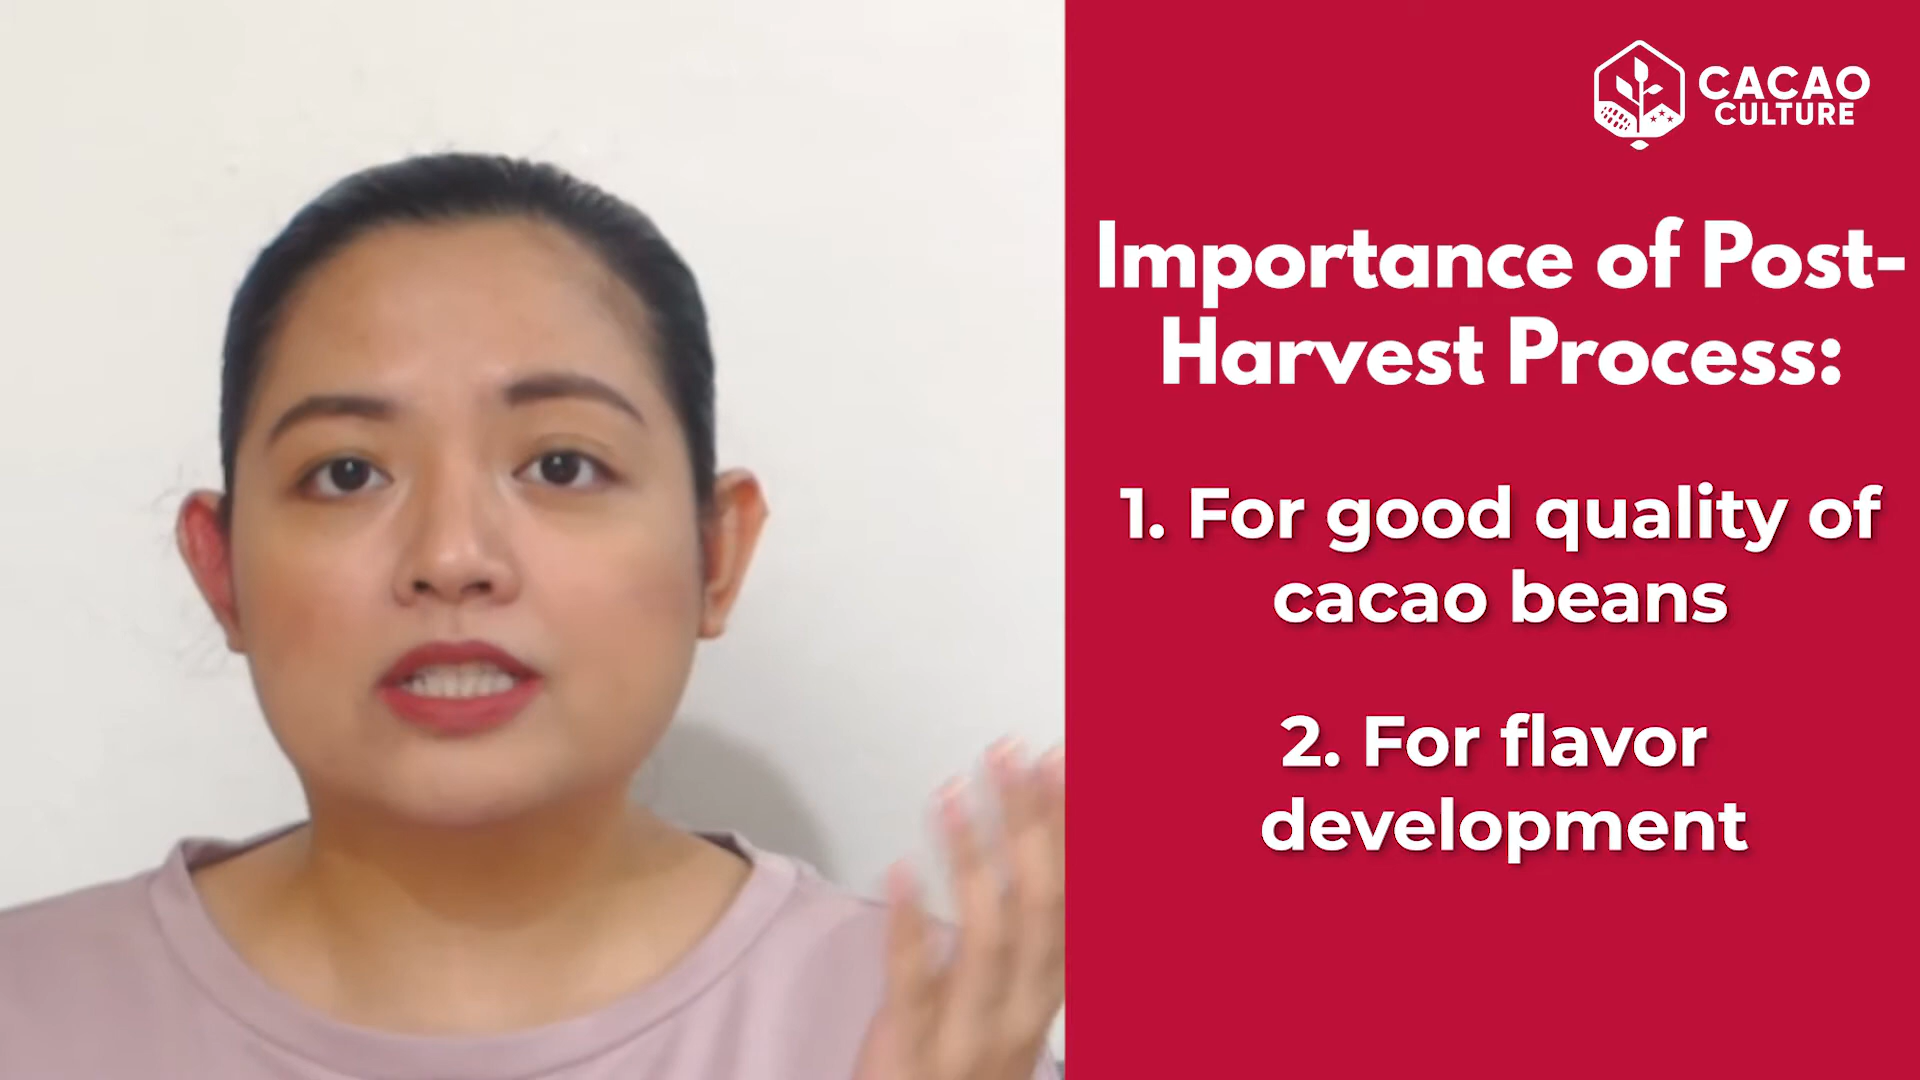 CACAO
CULTURE
Importance of Post-
Harvest Process:
1. For good quality of
cacao beans
2. For flavor
development